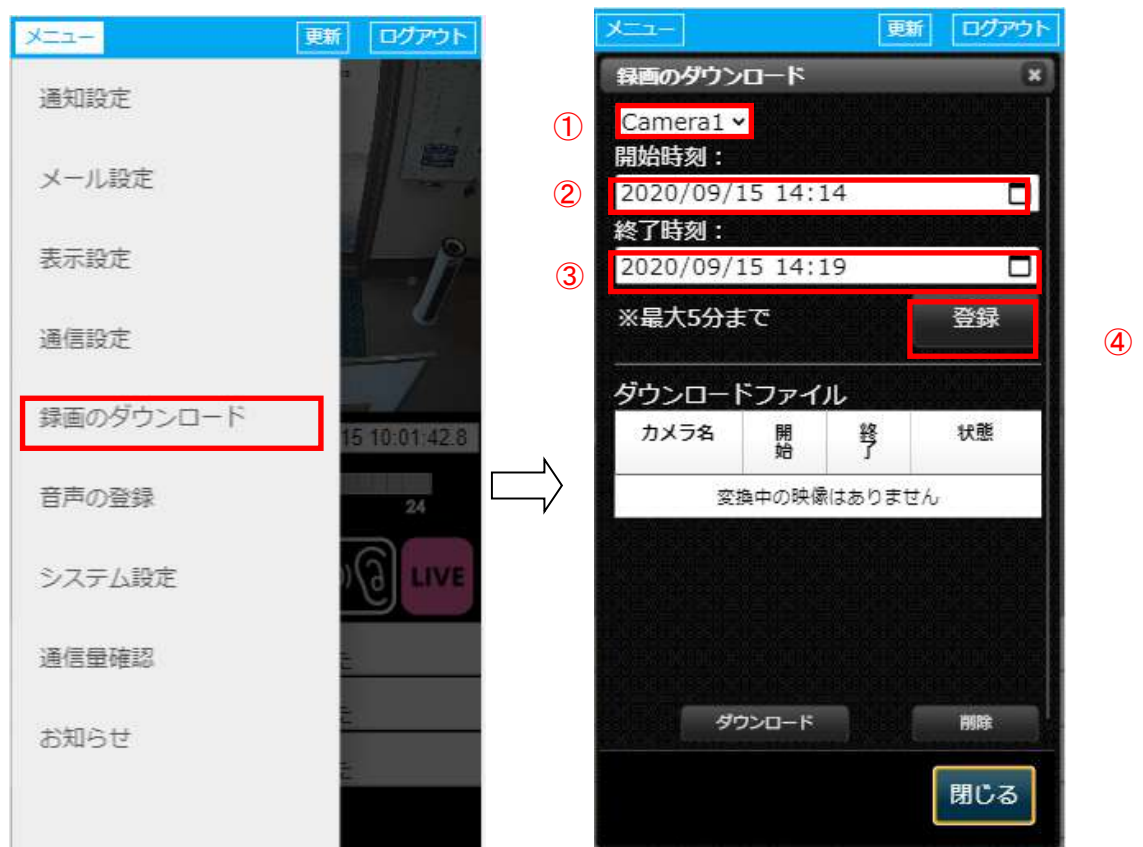 メニュー 更新 ログアウト
通知設定
メール設定
表示設定
通信設定
録画のダウンロード
15 10:01:42.8
音声の登録
24
システム設定
LIVE
通信量確認
お知らせ
メニュー 更新 ログアウト
録画のダウンロード ×
① Camera1
開始時刻：
② 2020/09/15 14:14
終了時刻：
③ 2020/09/15 14:19
※最大5分まで 登録 ④
ダウンロードファイル
カメラ名 開始 終了 状態
変換中の映像はありません
ダウンロード 削除
閉じる